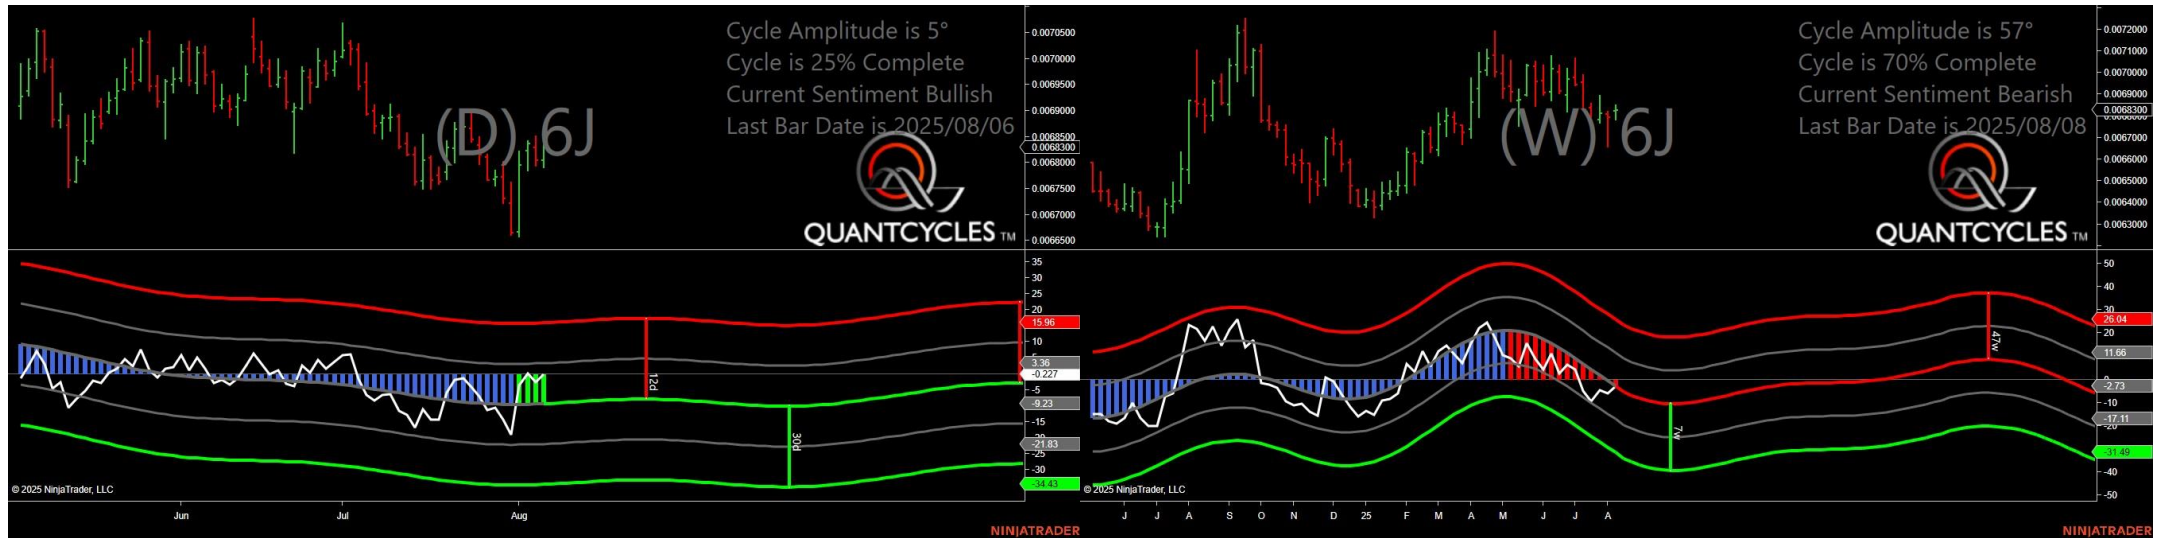 Cycle Amplitude is 5°
Cycle is 25% Complete
Current Sentiment Bullish
Last Bar Date is 2025/08/06
(D) 6J
QUANTCYCLES TM
0.0070500
0.0070000
0.0069500
0.0069000
0.0068500
0.0068300
0.0068000
0.0067500
0.0067000
0.0066500
35
30
25
20
15.96
10
3.36
-0.227
-5
-9.23
-15
-21.83
-25
-30
-34.43
12d
30d
© 2025 NinjaTrader, LLC
Jun Jul Aug
NINJATRADER
Cycle Amplitude is 57°
Cycle is 70% Complete
Current Sentiment Bearish
Last Bar Date is 2025/08/08
(W) 6J
QUANTCYCLES TM
0.0072000
0.0071000
0.0070000
0.0069000
0.0068300
0.0067000
0.0066000
0.0065000
0.0064000
0.0063000
50
40
30
26.04
20
11.66
-2.73
-10
-17.11
-20
-31.49
-40
-50
47w
7w
© 2025 NinjaTrader, LLC
J J A S O N D 25 F M A M J J A
NINJATRADER